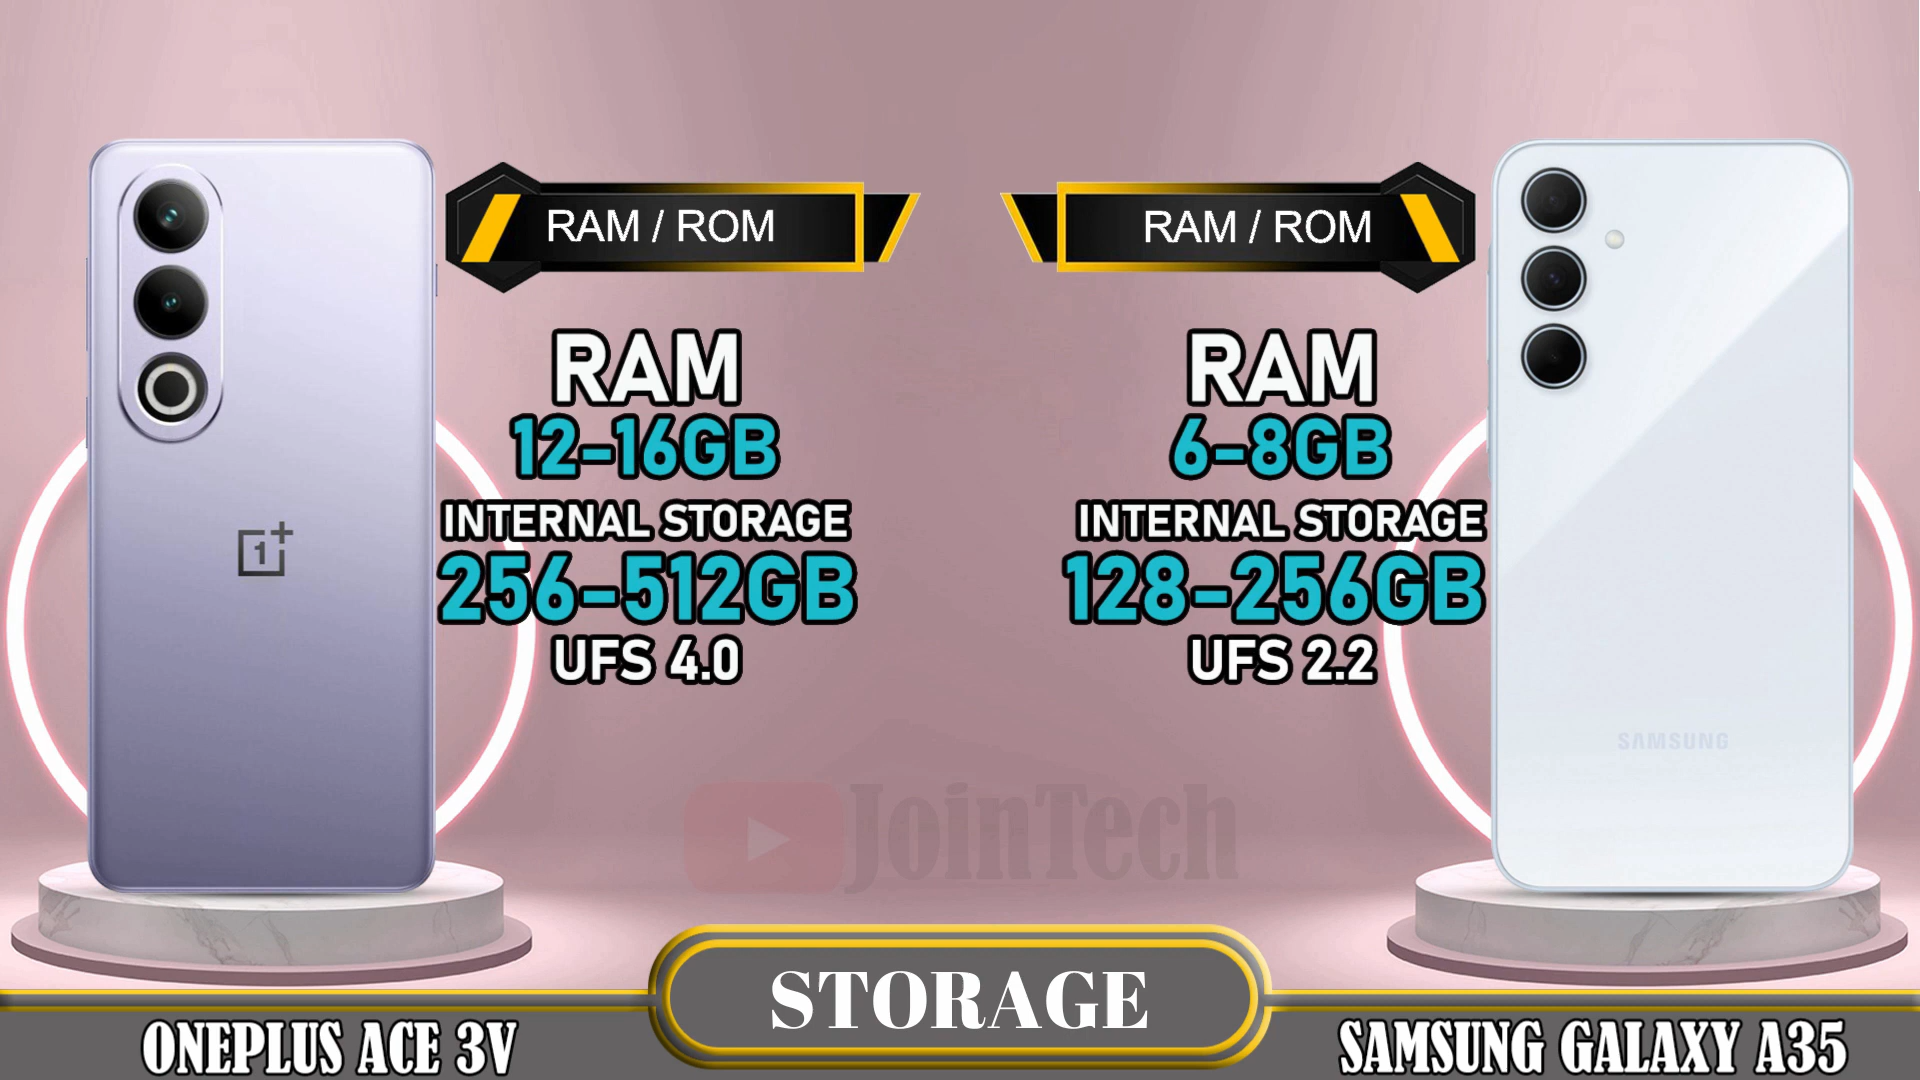 RAM / ROM
RAM
12-16GB
INTERNAL STORAGE
256-512GB
UFS 4.0
RAM / ROM
RAM
6-8GB
INTERNAL STORAGE
128-256GB
UFS 2.2
1+
SAMSUNG
JoinTech
STORAGE
ONEPLUS ACE 3V
SAMSUNG GALAXY A35